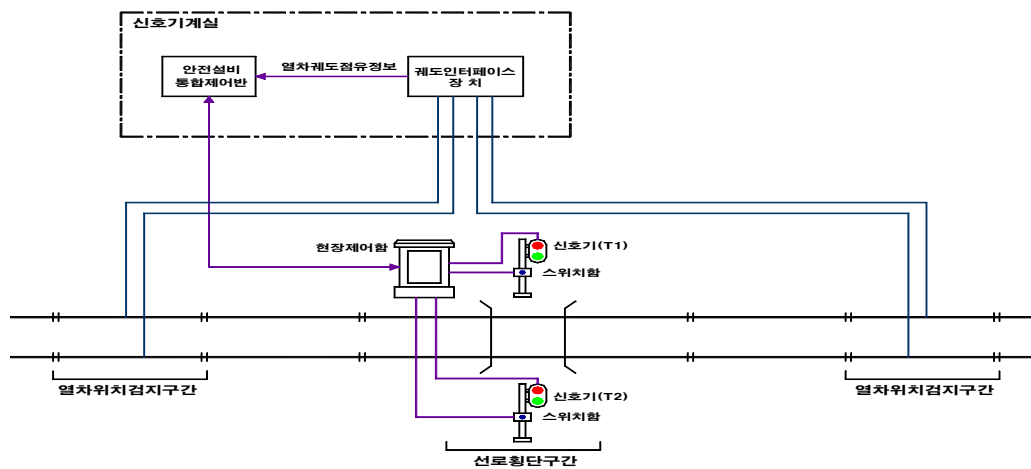 신호기계실
안전설비
통합제어반
열차궤도점유정보
궤도인터페이스
장 치
현장제어함
신호기(T1)
스위치함
열차위치검지구간
열차위치검지구간
신호기(T2)
스위치함
선로횡단구간